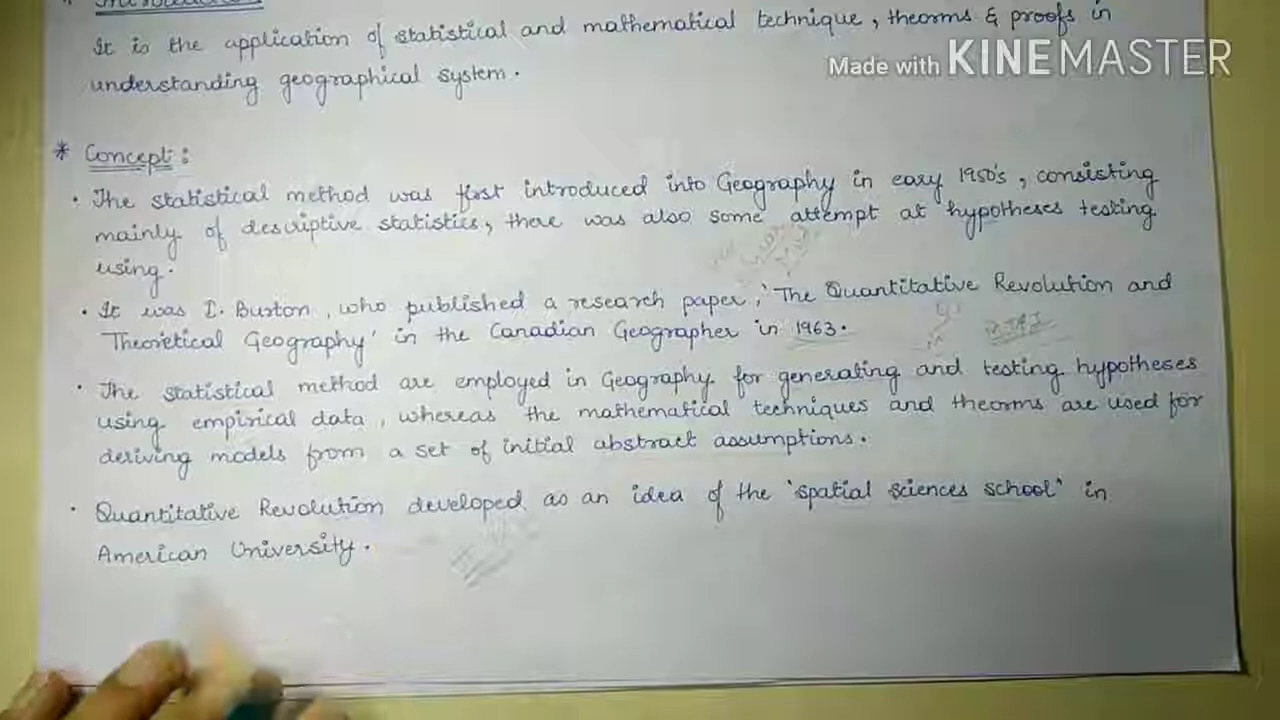 It is the application of statistical and mathematical technique, theorms & proofs in
Made with KINEMASTER
understanding geographical system.
* Concept:
• The statistical method was first introduced into Geography in eary 1950's, consisting
mainly of descriptive statistics, there was also some attempt at hypotheses testing
using.
• It was I. Burton, who published a research paper, 'The Quantitative Revolution and
Theoretical Geography' in the Canadian Geographer in 1963.
• The statistical method are employed in Geography for generating and testing hypotheses
using empirical data, whereas the mathematical techniques and theorms are used for
deriving models from a set of initial abstract assumptions.
• Quantitative Revolution developed as an idea of the 'spatial sciences school' in
American University.